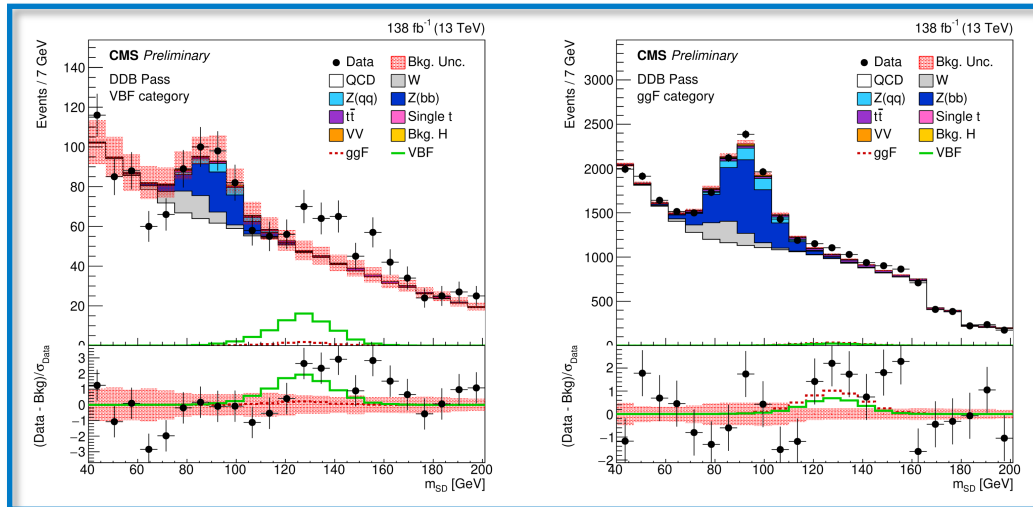 138 fb⁻¹ (13 TeV)
Events / 7 GeV
CMS Preliminary
DDB Pass
VBF category
Data
Bkg. Unc.
QCD
W
Z(qq)
Z(bb)
tt̄
Single t
VV
Bkg. H
ggF
VBF
140
120
100
80
60
40
20
0
(Data - Bkg)/σ_Data
3
2
1
0
−1
−2
−3
40 60 80 100 120 140 160 180 200
m_SD [GeV]
138 fb⁻¹ (13 TeV)
Events / 7 GeV
CMS Preliminary
DDB Pass
ggF category
Data
Bkg. Unc.
QCD
W
Z(qq)
Z(bb)
tt̄
Single t
VV
Bkg. H
ggF
VBF
3000
2500
2000
1500
1000
500
0
(Data - Bkg)/σ_Data
2
1
0
−1
−2
40 60 80 100 120 140 160 180 200
m_SD [GeV]